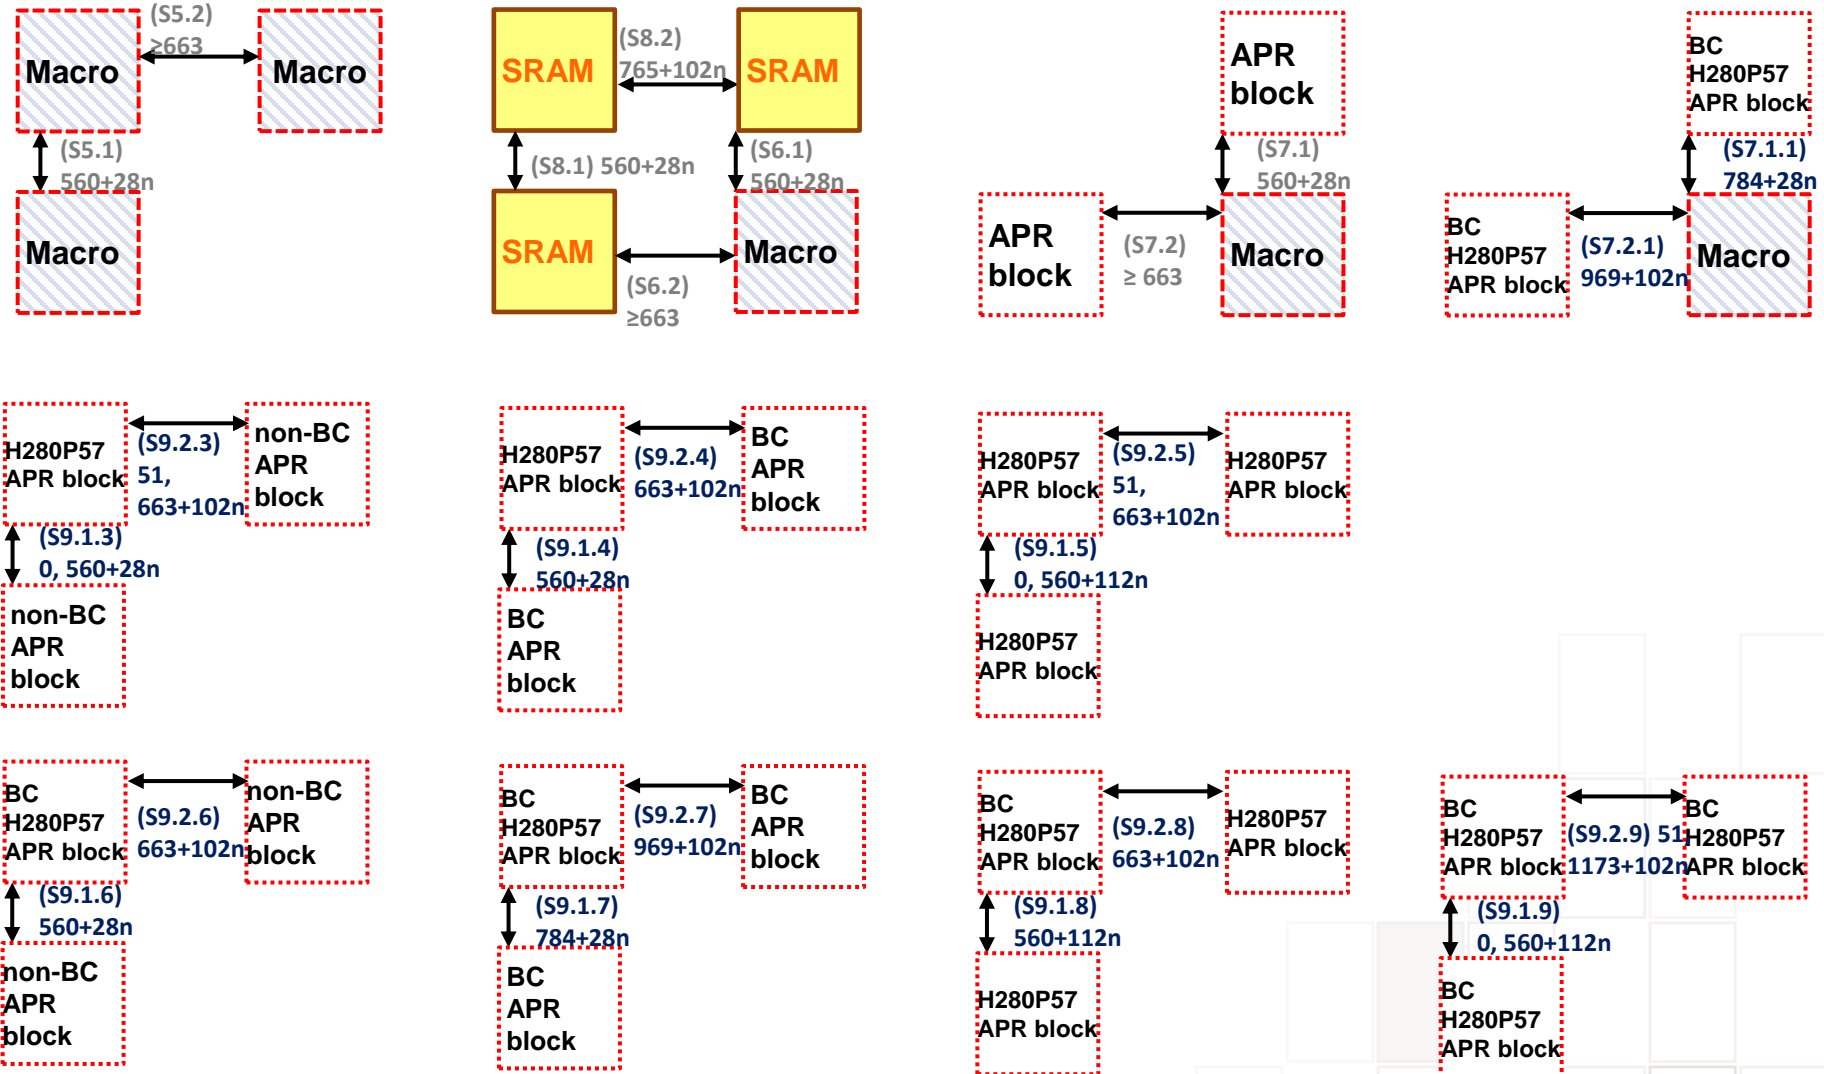 (S5.2)
≥663
Macro
Macro
(S5.1)
560+28n
Macro
SRAM
(S8.2)
765+102n
SRAM
(S8.1) 560+28n
(S6.1)
560+28n
SRAM
Macro
(S6.2)
≥663
APR
block
(S7.1)
560+28n
APR
block
(S7.2)
≥ 663
Macro
BC
H280P57
APR block
(S7.1.1)
784+28n
BC
H280P57
APR block
(S7.2.1)
969+102n
Macro
H280P57
APR block
(S9.2.3)
51,
663+102n
non-BC
APR
block
(S9.1.3)
0, 560+28n
non-BC
APR
block
H280P57
APR block
(S9.2.4)
663+102n
BC
APR
block
(S9.1.4)
560+28n
BC
APR
block
H280P57
APR block
(S9.2.5)
51,
663+102n
H280P57
APR block
(S9.1.5)
0, 560+112n
H280P57
APR block
BC
H280P57
APR block
(S9.2.6)
663+102n
non-BC
APR
block
(S9.1.6)
560+28n
non-BC
APR
block
BC
H280P57
APR block
(S9.2.7)
969+102n
BC
APR
block
(S9.1.7)
784+28n
BC
APR
block
BC
H280P57
APR block
(S9.2.8)
663+102n
H280P57
APR block
(S9.1.8)
560+112n
H280P57
APR block
BC
H280P57
APR block
(S9.2.9) 51
1173+102n
BC
H280P57
APR block
(S9.1.9)
0, 560+112n
BC
H280P57
APR block